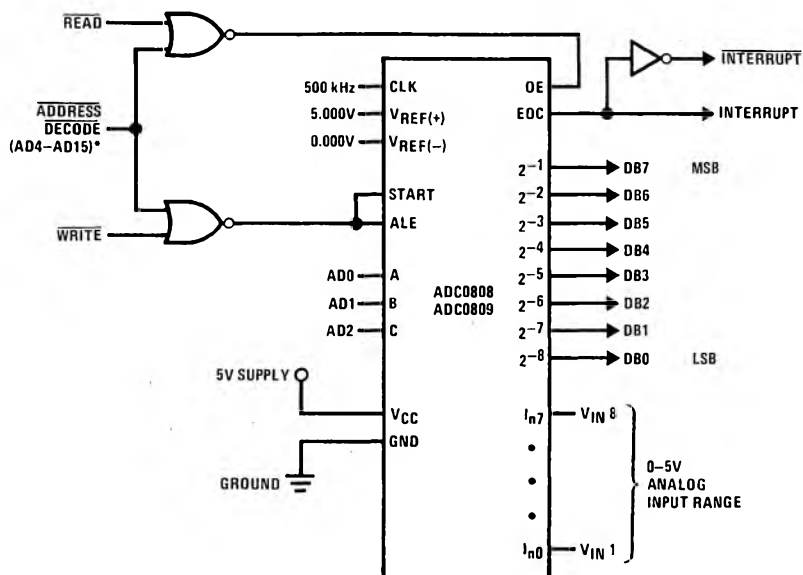 READ
ADDRESS
DECODE
(AD4–AD15)*
WRITE
500 kHz
5.000V
0.000V
CLK
VREF(+)
VREF(−)
START
ALE
AD0 A
AD1 B
AD2 C
5V SUPPLY
VCC
GND
GROUND
ADC0808
ADC0809
OE
EOC
INTERRUPT
INTERRUPT
2−1 DB7 MSB
2−2 DB6
2−3 DB5
2−4 DB4
2−5 DB3
2−6 DB2
2−7 DB1
2−8 DB0 LSB
In7 VIN 8
0–5V
ANALOG
INPUT RANGE
In0 VIN 1